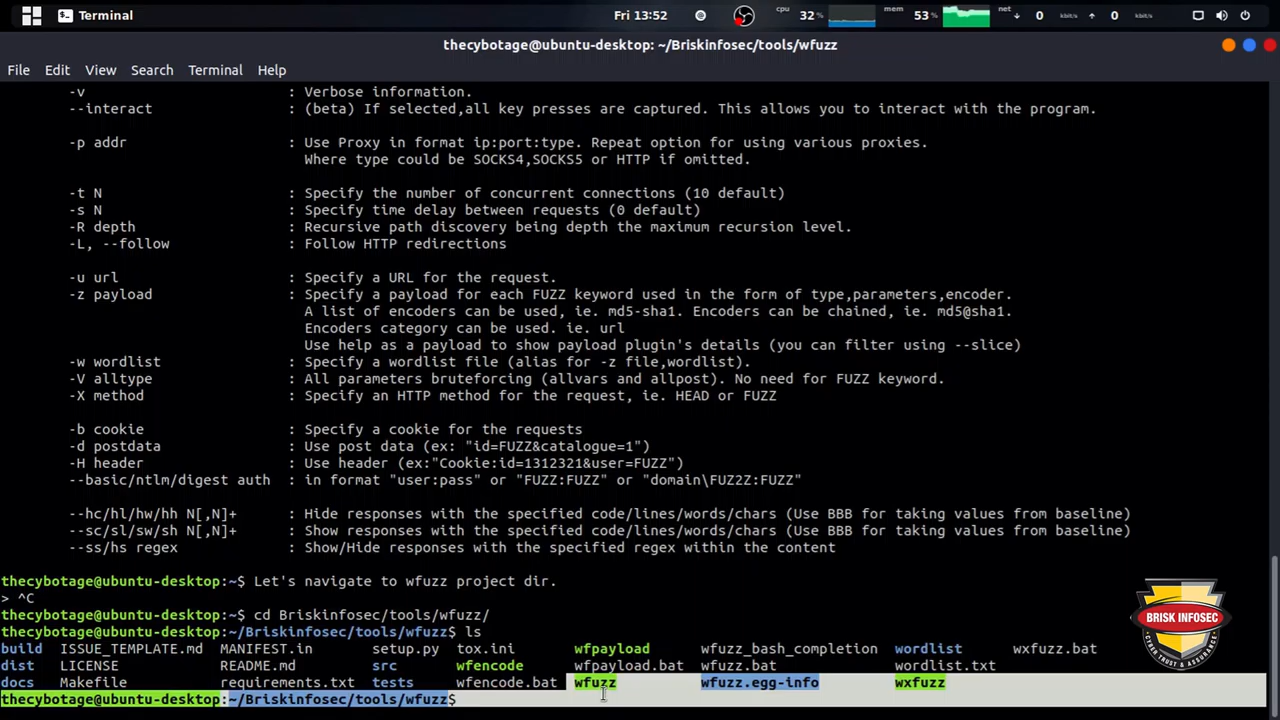 Terminal
Fri 13:52
cpu 32% mem 53% net 0 kbit/s 0 kbit/s
thecybotage@ubuntu-desktop: ~/Briskinfosec/tools/wfuzz
File Edit View Search Terminal Help
-v : Verbose information.
--interact : (beta) If selected,all key presses are captured. This allows you to interact with the program.
-p addr : Use Proxy in format ip:port:type. Repeat option for using various proxies.
Where type could be SOCKS4,SOCKS5 or HTTP if omitted.
-t N : Specify the number of concurrent connections (10 default)
-s N : Specify time delay between requests (0 default)
-R depth : Recursive path discovery being depth the maximum recursion level.
-L, --follow : Follow HTTP redirections
-u url : Specify a URL for the request.
-z payload : Specify a payload for each FUZZ keyword used in the form of type,parameters,encoder.
A list of encoders can be used, ie. md5-sha1. Encoders can be chained, ie. md5@sha1.
Encoders category can be used. ie. url
Use help as a payload to show payload plugin's details (you can filter using --slice)
-w wordlist : Specify a wordlist file (alias for -z file,wordlist).
-V alltype : All parameters bruteforcing (allvars and allpost). No need for FUZZ keyword.
-X method : Specify an HTTP method for the request, ie. HEAD or FUZZ
-b cookie : Specify a cookie for the requests
-d postdata : Use post data (ex: "id=FUZZ&catalogue=1")
-H header : Use header (ex:"Cookie:id=1312321&user=FUZZ")
--basic/ntlm/digest auth : in format "user:pass" or "FUZZ:FUZZ" or "domain\FUZ2Z:FUZZ"
--hc/hl/hw/hh N[,N]+ : Hide responses with the specified code/lines/words/chars (Use BBB for taking values from baseline)
--sc/sl/sw/sh N[,N]+ : Show responses with the specified code/lines/words/chars (Use BBB for taking values from baseline)
--ss/hs regex : Show/Hide responses with the specified regex within the content
thecybotage@ubuntu-desktop:~$ Let's navigate to wfuzz project dir.
> ^C
thecybotage@ubuntu-desktop:~$ cd Briskinfosec/tools/wfuzz/
thecybotage@ubuntu-desktop:~/Briskinfosec/tools/wfuzz$ ls
build ISSUE_TEMPLATE.md MANIFEST.in setup.py tox.ini wfpayload wfuzz_bash_completion wordlist wxfuzz.bat
dist LICENSE README.md src wfencode wfpayload.bat wfuzz.bat wordlist.txt
docs Makefile requirements.txt tests wfencode.bat wfuzz wfuzz.egg-info wxfuzz
thecybotage@ubuntu-desktop:~/Briskinfosec/tools/wfuzz$
BRISK INFOSEC
CYBER TRUST & ASSURANCE